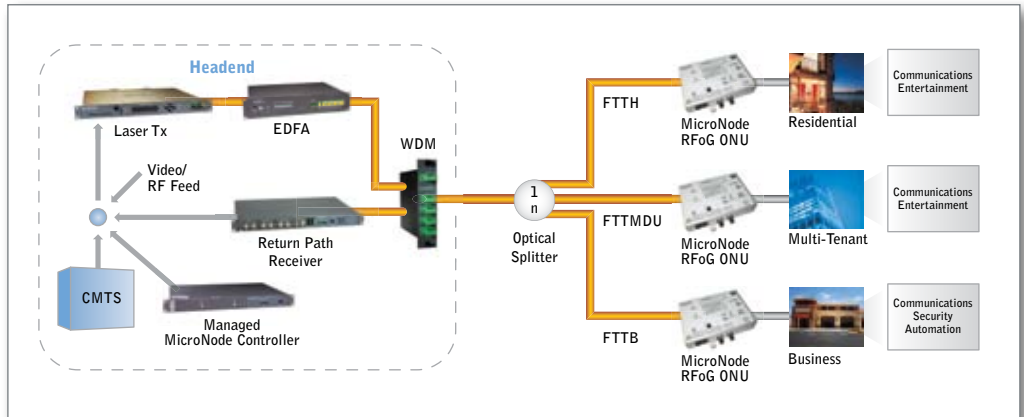 Headend
Laser Tx
EDFA
WDM
Video/
RF Feed
Return Path
Receiver
CMTS
Managed
MicroNode Controller
1
n
Optical
Splitter
FTTH
MicroNode
RFoG ONU
Residential
Communications
Entertainment
FTTMDU
MicroNode
RFoG ONU
Multi-Tenant
Communications
Entertainment
FTTB
MicroNode
RFoG ONU
Business
Communications
Security
Automation